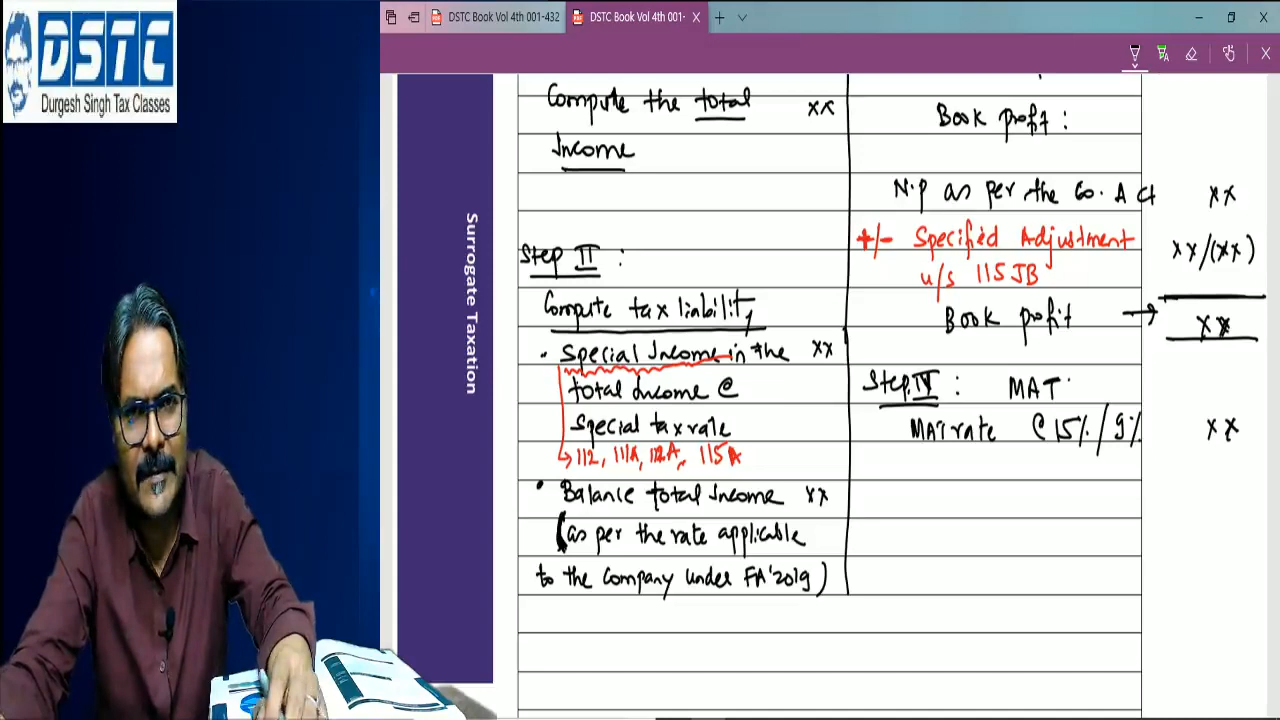 DSTC
Durgesh Singh Tax Classes
DSTC Book Vol 4th 001-432
DSTC Book Vol 4th 001-
Surrogate Taxation
Compute the total xx
Income
Step II :
Compute tax liability
• Special Income in the xx
total Income @
Special tax rate
112, 111A, 112A, 115A
• Balance total Income xx
(as per the rate applicable
to the Company under FA'2019)
Book profit :
N.P as per the Co. Act xx
+/- Specified Adjustment xx/(xx)
u/s 115JB
Book profit → xx
Step IV : MAT
MAT rate @ 15% / 9% xx